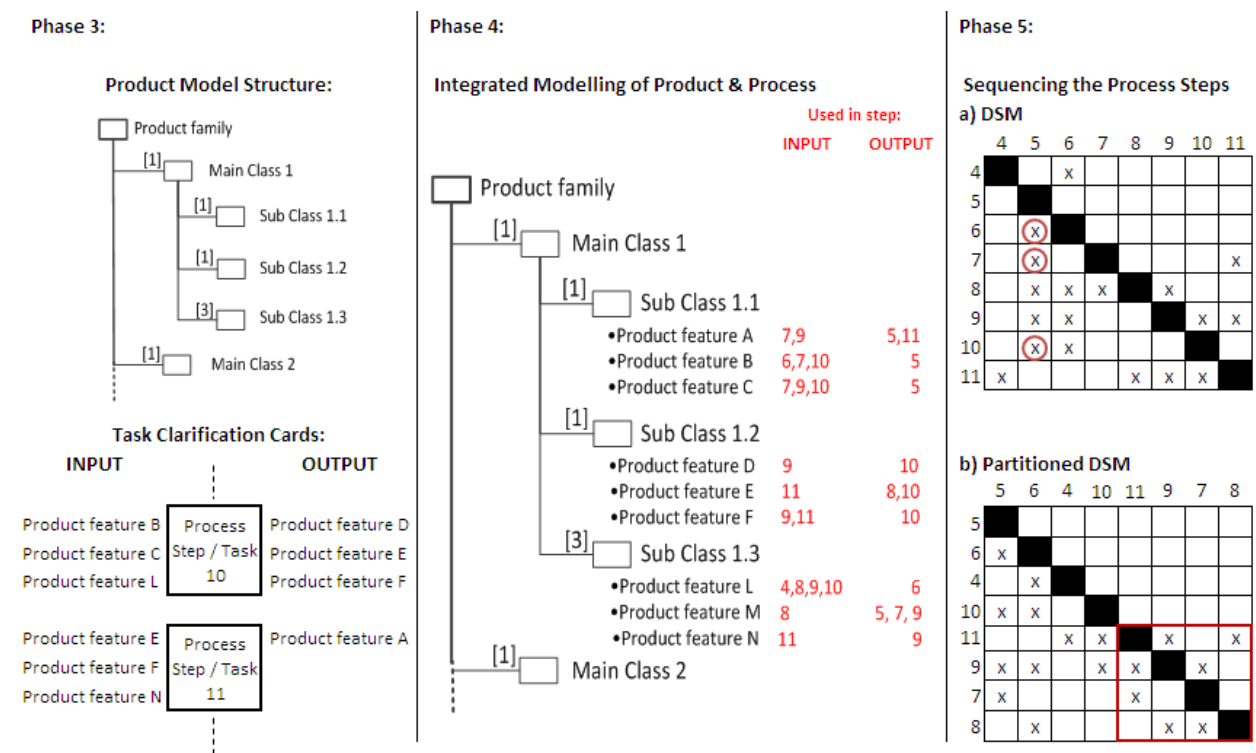 Phase 3:
Product Model Structure:
Product family
[1]
Main Class 1
[1]
Sub Class 1.1
[1]
Sub Class 1.2
[3]
Sub Class 1.3
[1]
Main Class 2
Task Clarification Cards:
INPUT OUTPUT
Product feature B Process Product feature D
Product feature C Step / Task Product feature E
Product feature L 10 Product feature F
Product feature E Process Product feature A
Product feature F Step / Task
Product feature N 11
Phase 4:
Integrated Modelling of Product & Process
Used in step:
INPUT OUTPUT
Product family
[1]
Main Class 1
[1]
Sub Class 1.1
•Product feature A 7,9 5,11
•Product feature B 6,7,10 5
•Product feature C 7,9,10 5
[1]
Sub Class 1.2
•Product feature D 9 10
•Product feature E 11 8,10
•Product feature F 9,11 10
[3]
Sub Class 1.3
•Product feature L 4,8,9,10 6
•Product feature M 8 5, 7, 9
•Product feature N 11 9
[1]
Main Class 2
Phase 5:
Sequencing the Process Steps
a) DSM
4 5 6 7 8 9 10 11
4 x
5
6 x
7 x x
8 x x x x
9 x x x x
10 x x
11 x x x x
b) Partitioned DSM
5 6 4 10 11 9 7 8
5
6 x
4 x
10 x x
11 x x x x
9 x x x x x
7 x x
8 x x x